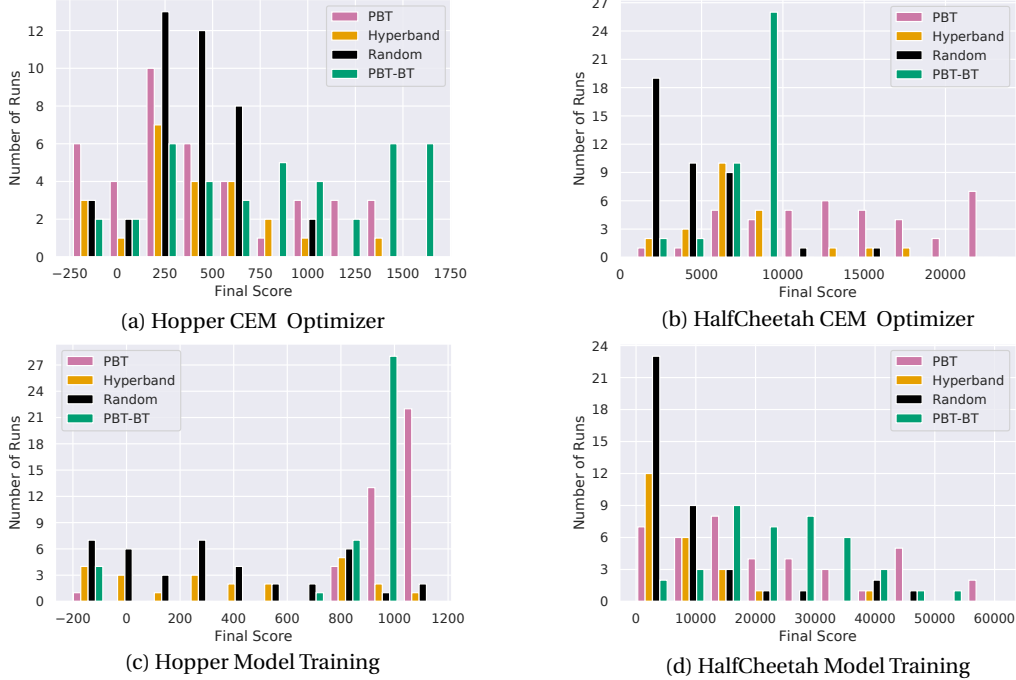 PBT
Hyperband
Random
PBT-BT
Number of Runs
12
10
8
6
4
2
0
−250 0 250 500 750 1000 1250 1500 1750
Final Score
(a) Hopper CEM Optimizer
PBT
Hyperband
Random
PBT-BT
Number of Runs
27
24
21
18
15
12
9
6
3
0
0 5000 10000 15000 20000
Final Score
(b) HalfCheetah CEM Optimizer
PBT
Hyperband
Random
PBT-BT
Number of Runs
27
24
21
18
15
12
9
6
3
0
−200 0 200 400 600 800 1000 1200
Final Score
(c) Hopper Model Training
PBT
Hyperband
Random
PBT-BT
Number of Runs
24
21
18
15
12
9
6
3
0
0 10000 20000 30000 40000 50000 60000
Final Score
(d) HalfCheetah Model Training